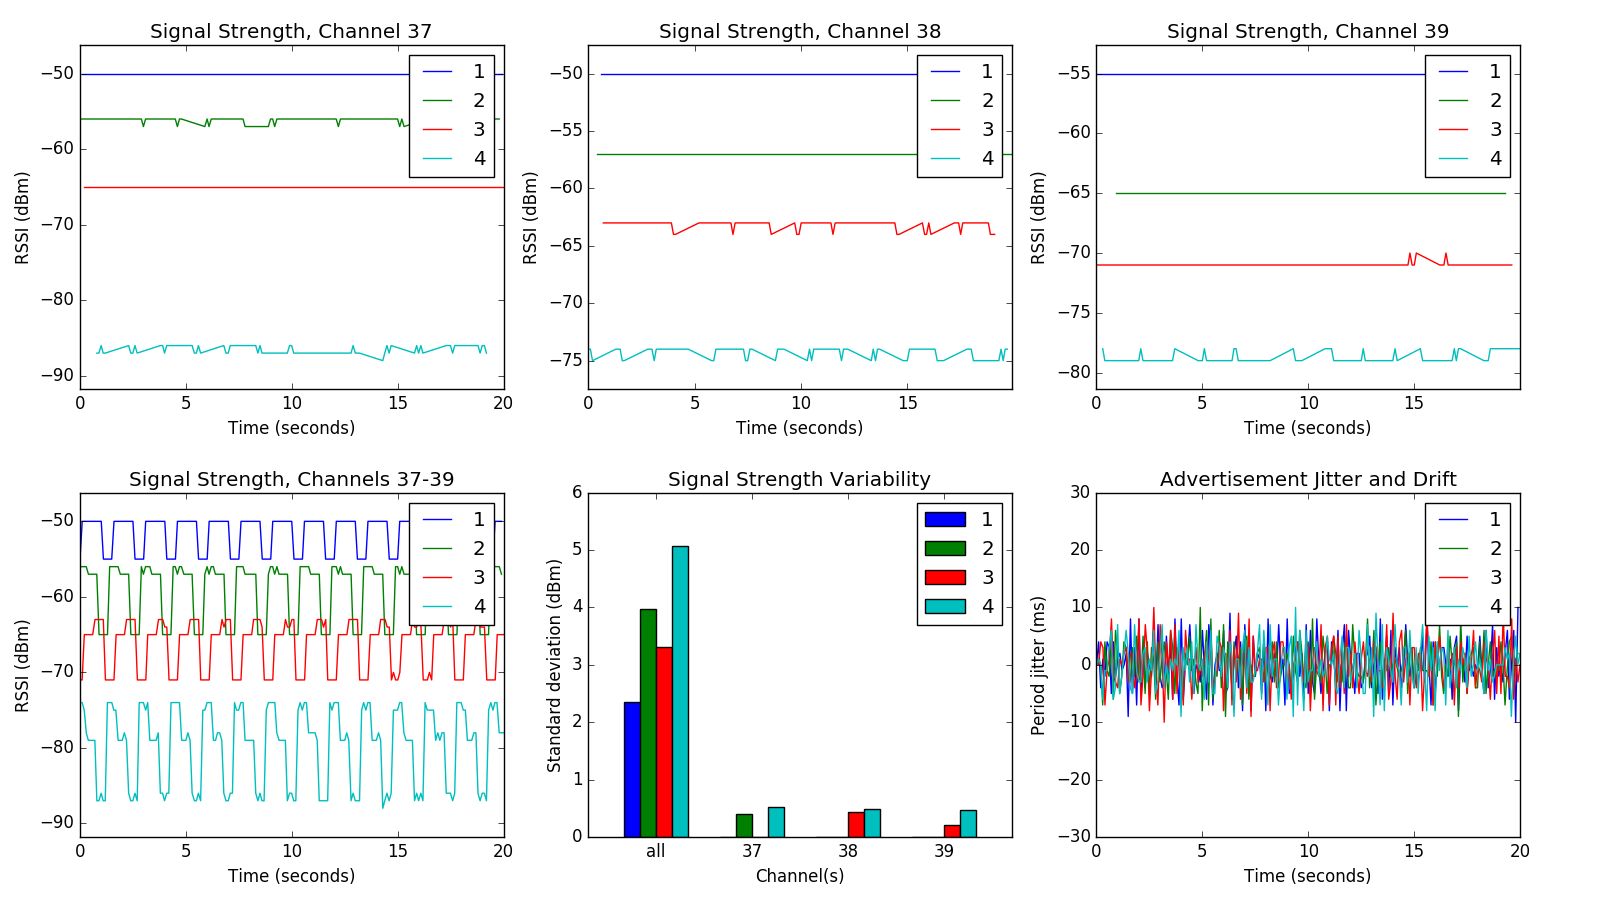 Signal Strength, Channel 37
RSSI (dBm)
−50
−60
−70
−80
−90
0 5 10 15 20
Time (seconds)
1
2
3
4
Signal Strength, Channel 38
RSSI (dBm)
−50
−55
−60
−65
−70
−75
0 5 10 15
Time (seconds)
1
2
3
4
Signal Strength, Channel 39
RSSI (dBm)
−55
−60
−65
−70
−75
−80
0 5 10 15
Time (seconds)
1
2
3
4
Signal Strength, Channels 37-39
RSSI (dBm)
−50
−60
−70
−80
−90
0 5 10 15 20
Time (seconds)
1
2
3
4
Signal Strength Variability
Standard deviation (dBm)
6
5
4
3
2
1
0
all 37 38 39
Channel(s)
1
2
3
4
Advertisement Jitter and Drift
Period jitter (ms)
30
20
10
0
−10
−20
−30
0 5 10 15 20
Time (seconds)
1
2
3
4